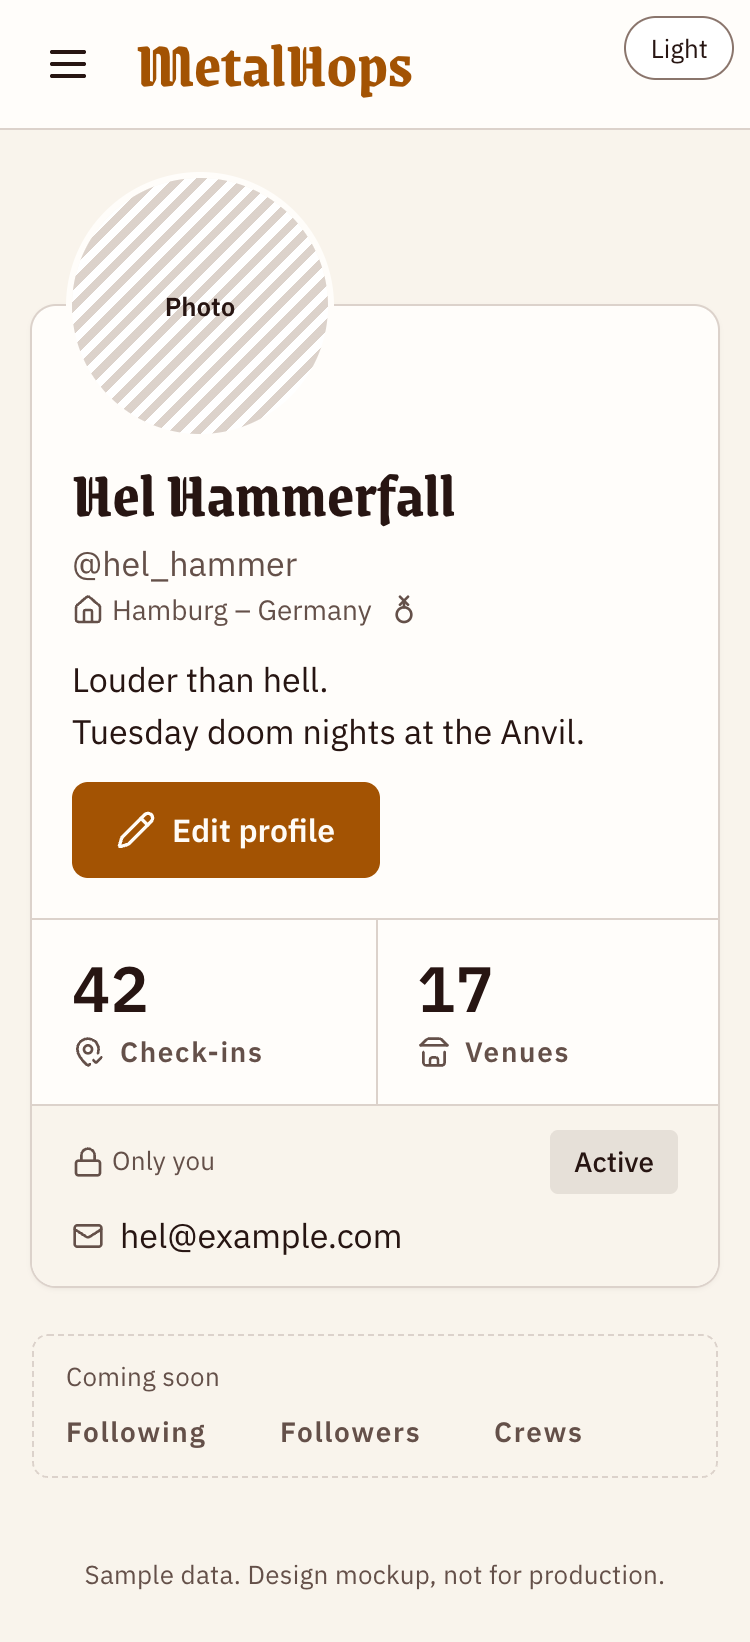 MetalHops
Light
Photo
Hel Hammerfall
@hel_hammer
Hamburg – Germany
Louder than hell.
Tuesday doom nights at the Anvil.
Edit profile
42
Check-ins
17
Venues
Only you
Active
hel@example.com
Coming soon
Following Followers Crews
Sample data. Design mockup, not for production.